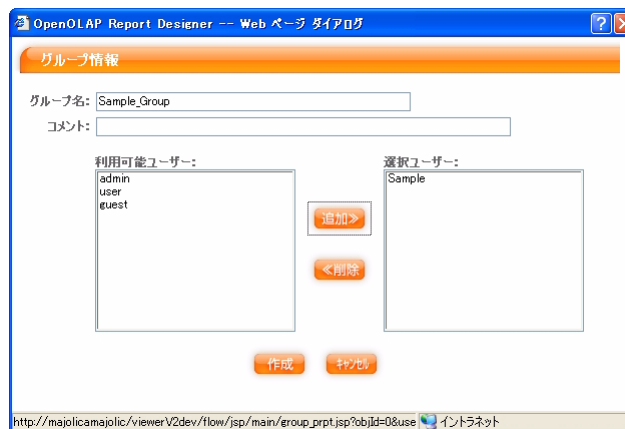 OpenOLAP Report Designer -- Web ページ ダイアログ
グループ情報
グループ名: Sample_Group
コメント:
利用可能ユーザー: 選択ユーザー:
admin Sample
user
guest
追加≫
≪削除
作成 キャンセル
http://majolicamajolic/viewerV2dev/flow/jsp/main/group_prpt.jsp?objId=0&use イントラネット